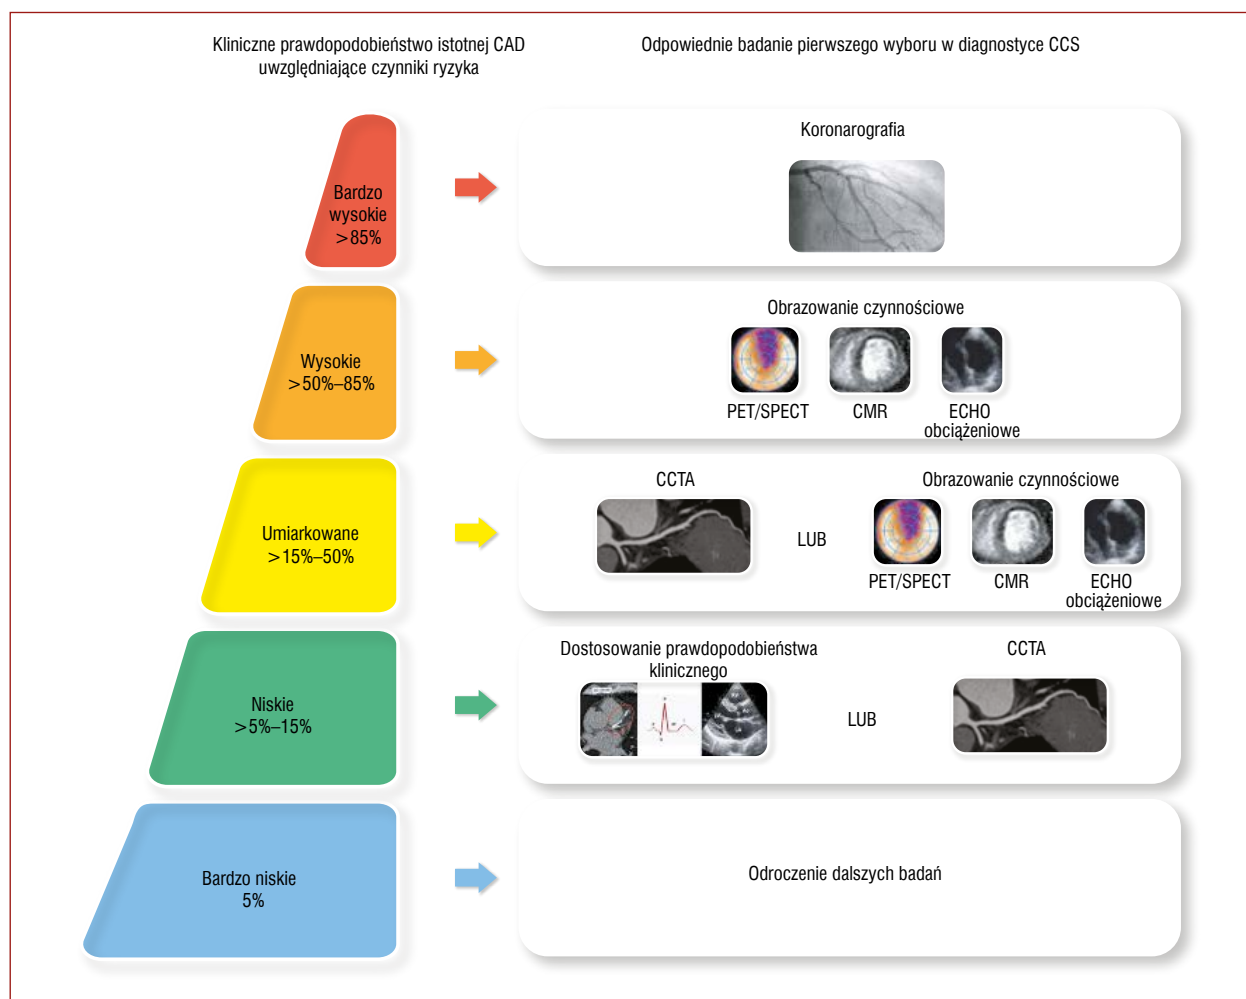 Kliniczne prawdopodobieństwo istotnej CAD
uwzględniające czynniki ryzyka
Odpowiednie badanie pierwszego wyboru w diagnostyce CCS
Bardzo
wysokie
>85%
Koronarografia
Wysokie
>50%–85%
Obrazowanie czynnościowe
PET/SPECT
CMR
ECHO
obciążeniowe
Umiarkowane
>15%–50%
CCTA
LUB
Obrazowanie czynnościowe
PET/SPECT
CMR
ECHO
obciążeniowe
Niskie
>5%–15%
Dostosowanie prawdopodobieństwa
klinicznego
LUB
CCTA
Bardzo niskie
5%
Odroczenie dalszych badań